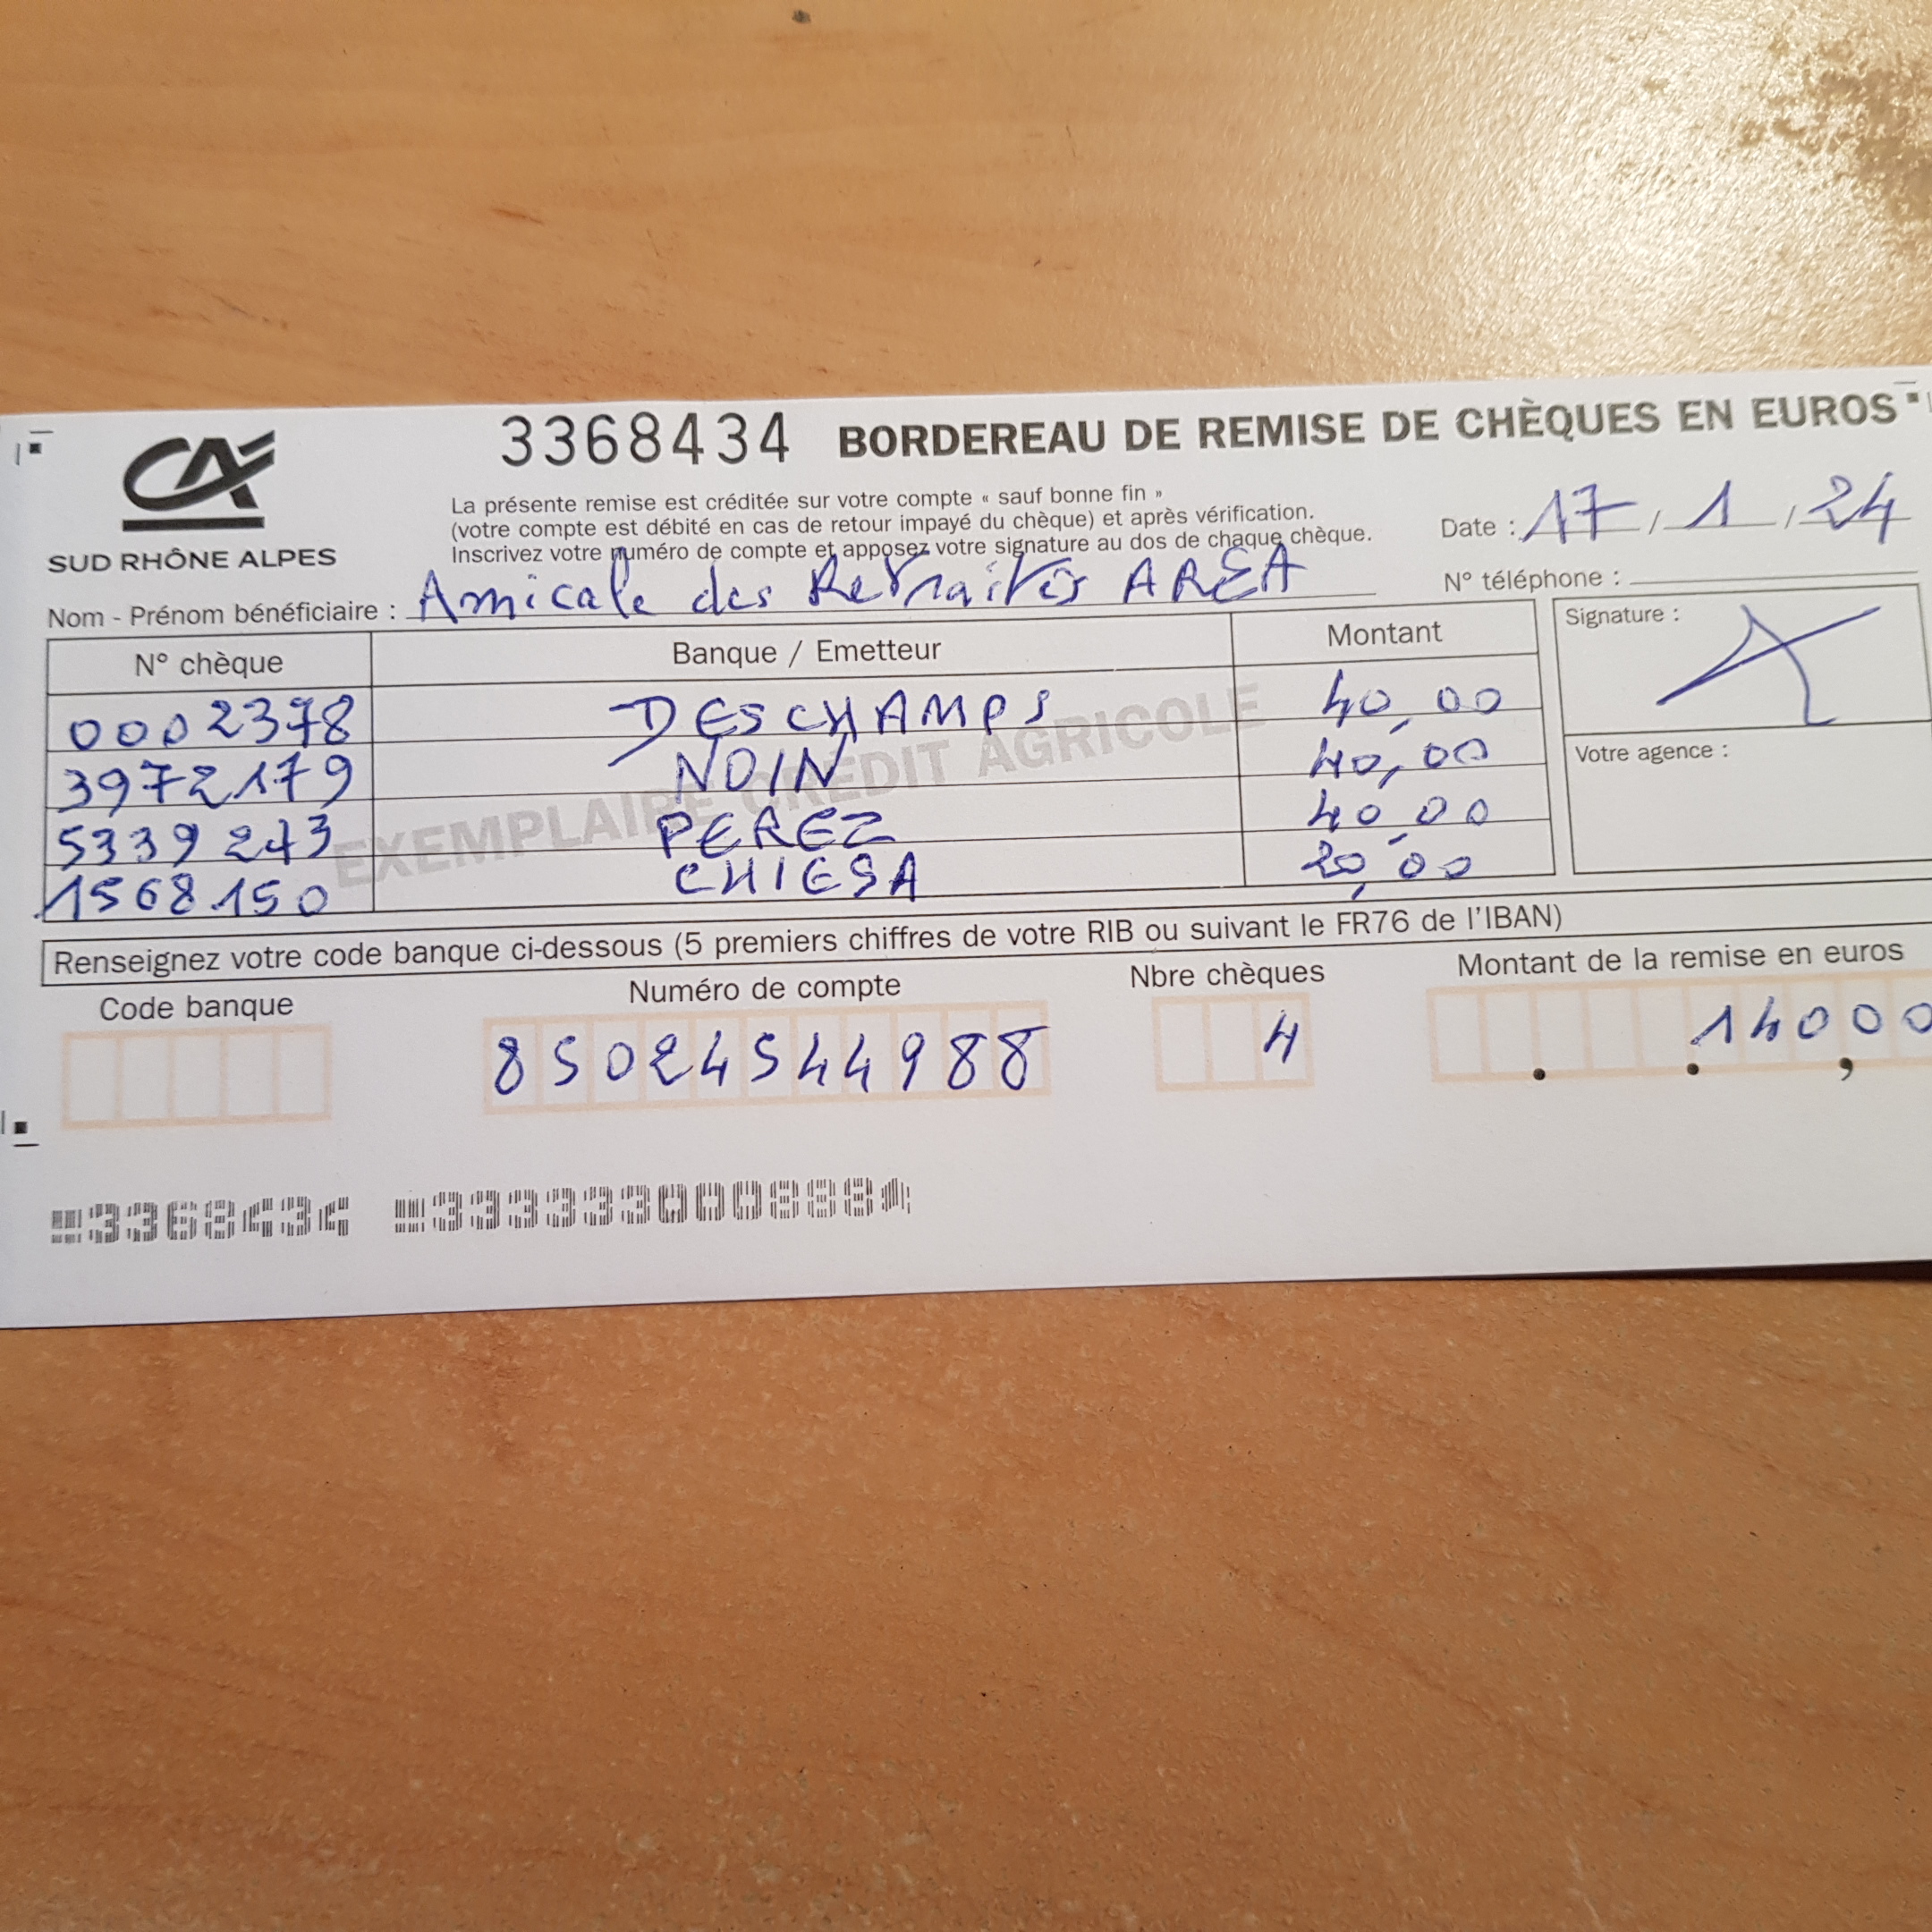 3368434 BORDEREAU DE REMISE DE CHÈQUES EN EUROS
CA
SUD RHÔNE ALPES
La présente remise est créditée sur votre compte « sauf bonne fin »
(votre compte est débité en cas de retour impayé du chèque) et après vérification.
Inscrivez votre numéro de compte et apposez votre signature au dos de chaque chèque.
Date : 17 / 1 / 24
N° téléphone :
Nom - Prénom bénéficiaire : Amicale des Retraités AREA
N° chèque Banque / Emetteur Montant
Signature :
0002378 DESCHAMPS 40,00
3972179 NOIN 40,00
5339243 PEREZ 40,00
1568150 CHIESA 20,00
Votre agence :
EXEMPLAIRE CRÉDIT AGRICOLE
Renseignez votre code banque ci-dessous (5 premiers chiffres de votre RIB ou suivant le FR76 de l'IBAN)
Code banque Numéro de compte Nbre chèques Montant de la remise en euros
85024544988 4 140,00
3368434 333333000888